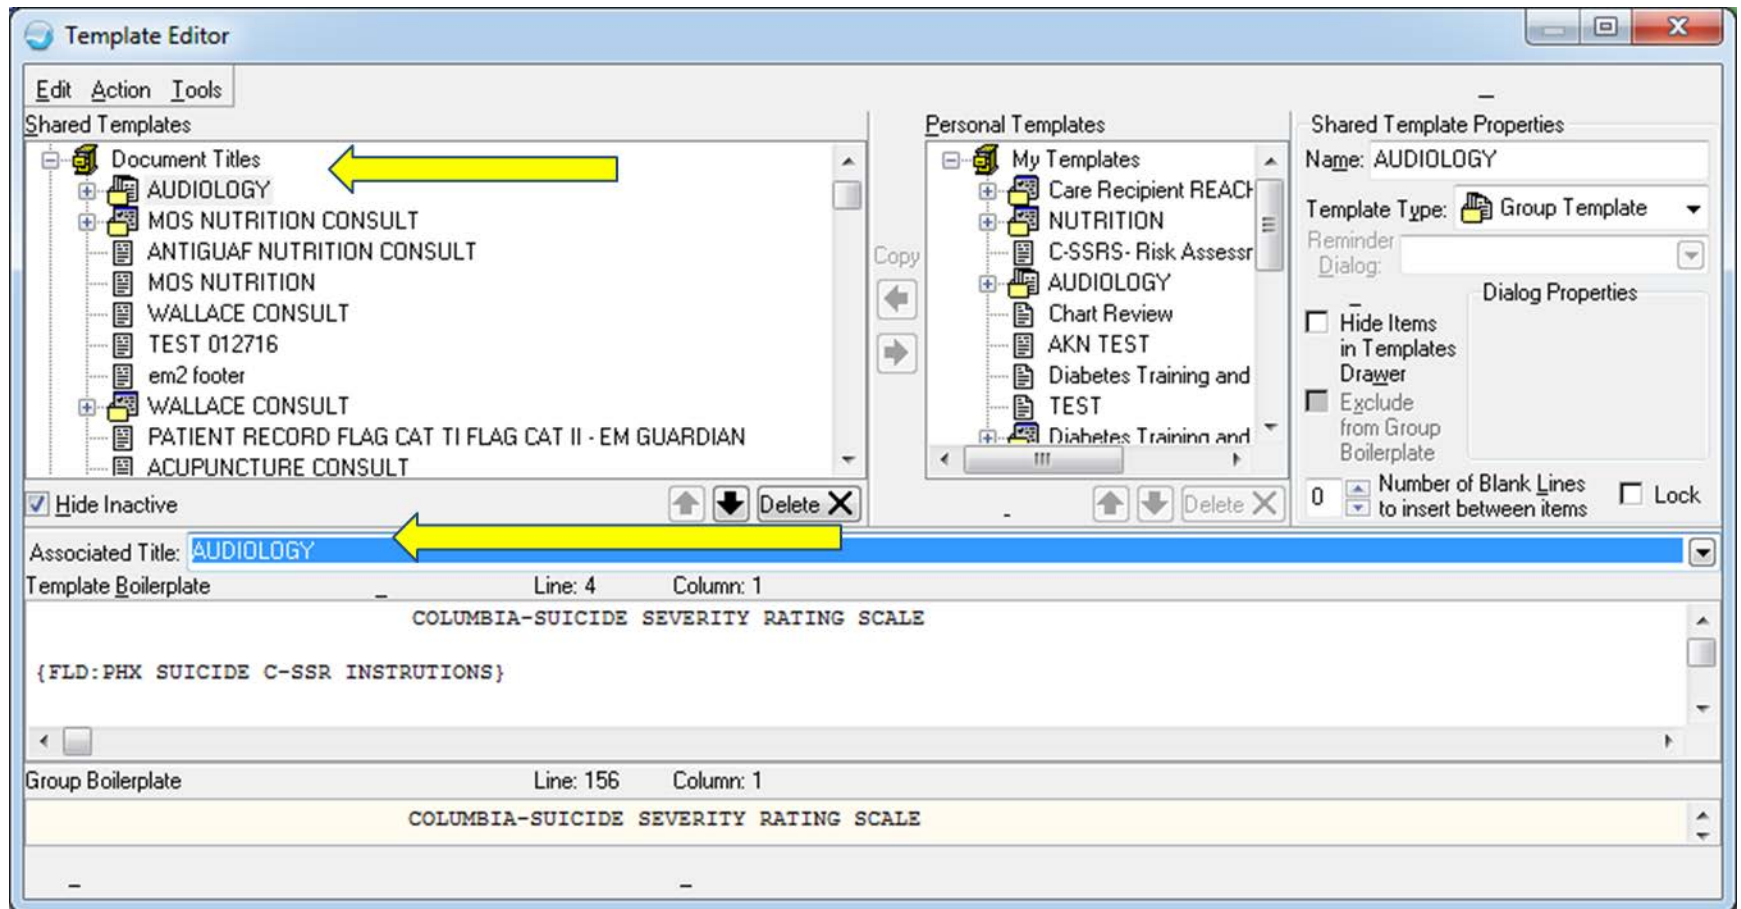 Template Editor
Edit Action Tools
Shared Templates
Document Titles
AUDIOLOGY
MOS NUTRITION CONSULT
ANTIGUAF NUTRITION CONSULT
MOS NUTRITION
WALLACE CONSULT
TEST 012716
em2 footer
WALLACE CONSULT
PATIENT RECORD FLAG CAT TI FLAG CAT II - EM GUARDIAN
ACUPUNCTURE CONSULT
Hide Inactive
Delete
Copy
Personal Templates
My Templates
Care Recipient REACH
NUTRITION
C-SSRS- Risk Assessr
AUDIOLOGY
Chart Review
AKN TEST
Diabetes Training and
TEST
Diabetes Training and
Delete
Shared Template Properties
Name: AUDIOLOGY
Template Type: Group Template
Reminder
Dialog:
Dialog Properties
Hide Items
in Templates
Drawer
Exclude
from Group
Boilerplate
0 Number of Blank Lines
to insert between items
Lock
Associated Title: AUDIOLOGY
Template Boilerplate Line: 4 Column: 1
COLUMBIA-SUICIDE SEVERITY RATING SCALE
{FLD:PHX SUICIDE C-SSR INSTRUTIONS}
Group Boilerplate Line: 156 Column: 1
COLUMBIA-SUICIDE SEVERITY RATING SCALE